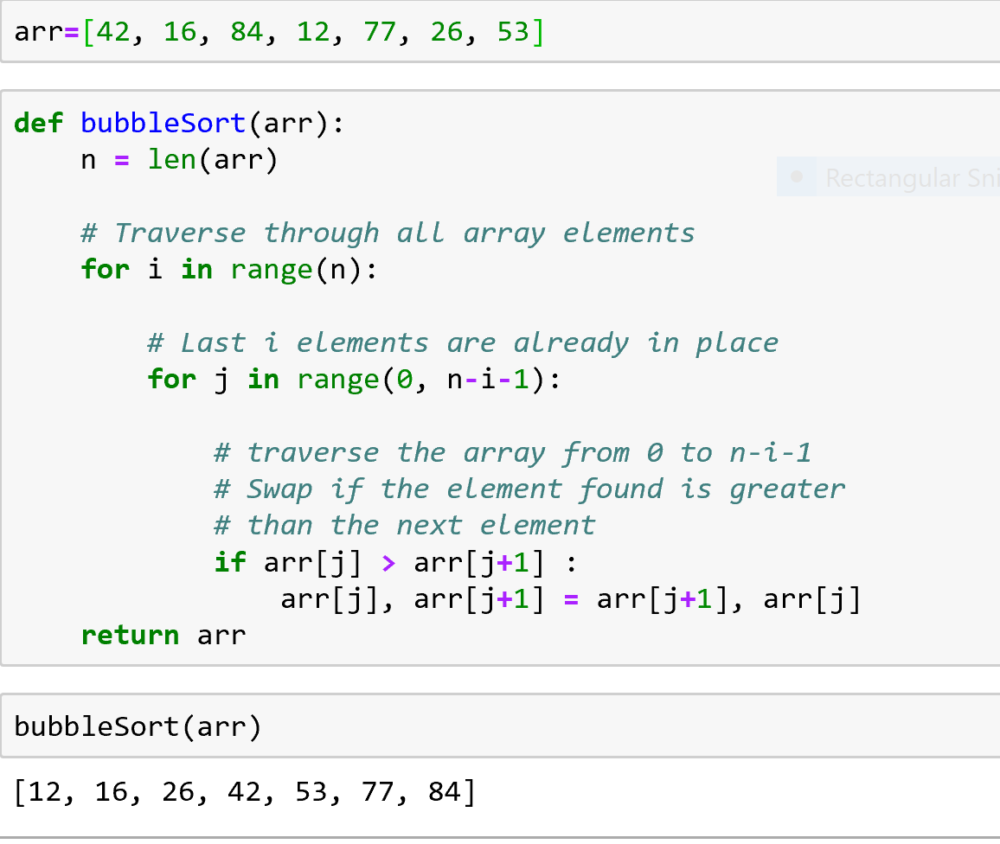 arr=[42, 16, 84, 12, 77, 26, 53]
def bubbleSort(arr):
    n = len(arr)
Rectangular Sni
    # Traverse through all array elements
    for i in range(n):
        # Last i elements are already in place
        for j in range(0, n-i-1):
            # traverse the array from 0 to n-i-1
            # Swap if the element found is greater
            # than the next element
            if arr[j] > arr[j+1] :
                arr[j], arr[j+1] = arr[j+1], arr[j]
    return arr
bubbleSort(arr)
[12, 16, 26, 42, 53, 77, 84]